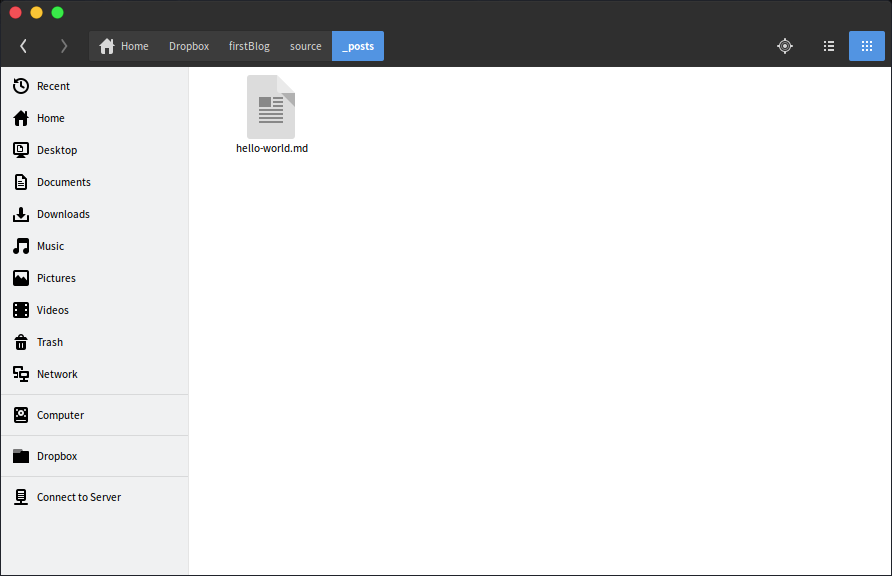 Home Dropbox firstBlog source _posts
Recent
Home
Desktop
Documents
Downloads
Music
Pictures
Videos
Trash
Network
Computer
Dropbox
Connect to Server
hello-world.md